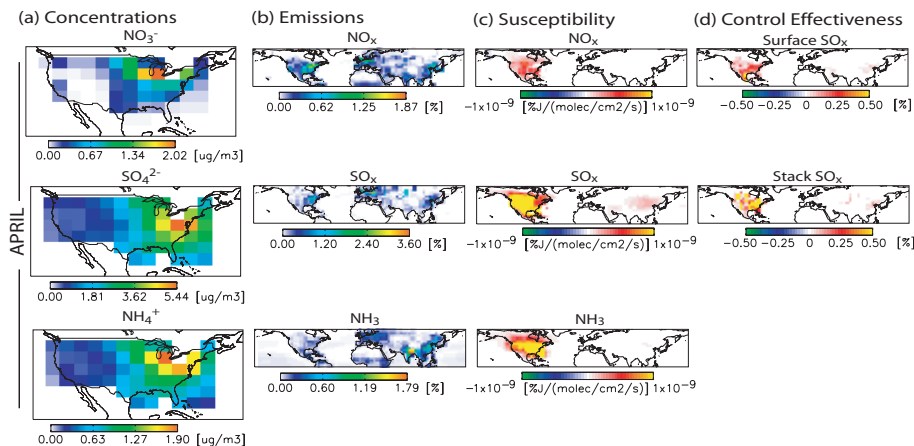 (a) Concentrations (b) Emissions (c) Susceptibility (d) Control Effectiveness
NO₃⁻ NOₓ NOₓ Surface SOₓ
0.00 0.62 1.25 1.87 [%]
−1x10−9 [%J/(molec/cm2/s)] 1x10−9
−0.50 −0.25 0 0.25 0.50
[%]
0.00 0.67 1.34 2.02 [ug/m3]
APRIL
SO₄²⁻ SOₓ SOₓ Stack SOₓ
0.00 1.20 2.40 3.60 [%]
−1x10−9 [%J/(molec/cm2/s)] 1x10−9
−0.50 −0.25 0 0.25 0.50
[%]
0.00 1.81 3.62 5.44 [ug/m3]
NH₄⁺ NH₃ NH₃
0.00 0.60 1.19 1.79 [%]
−1x10−9 [%J/(molec/cm2/s)] 1x10−9
0.00 0.63 1.27 1.90 [ug/m3]